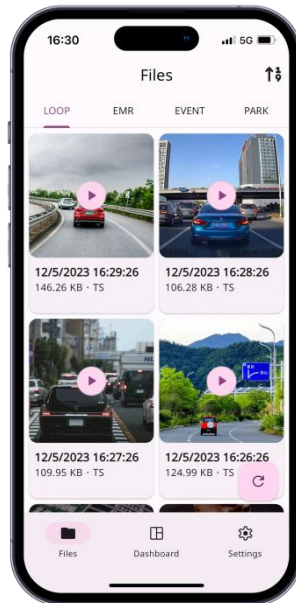 16:30
5G
Files
LOOP EMR EVENT PARK
12/5/2023 16:29:26 12/5/2023 16:28:26
146.26 KB · TS 106.28 KB · TS
12/5/2023 16:27:26 12/5/2023 16:26:26
109.95 KB · TS 124.99 KB · TS
Files Dashboard Settings